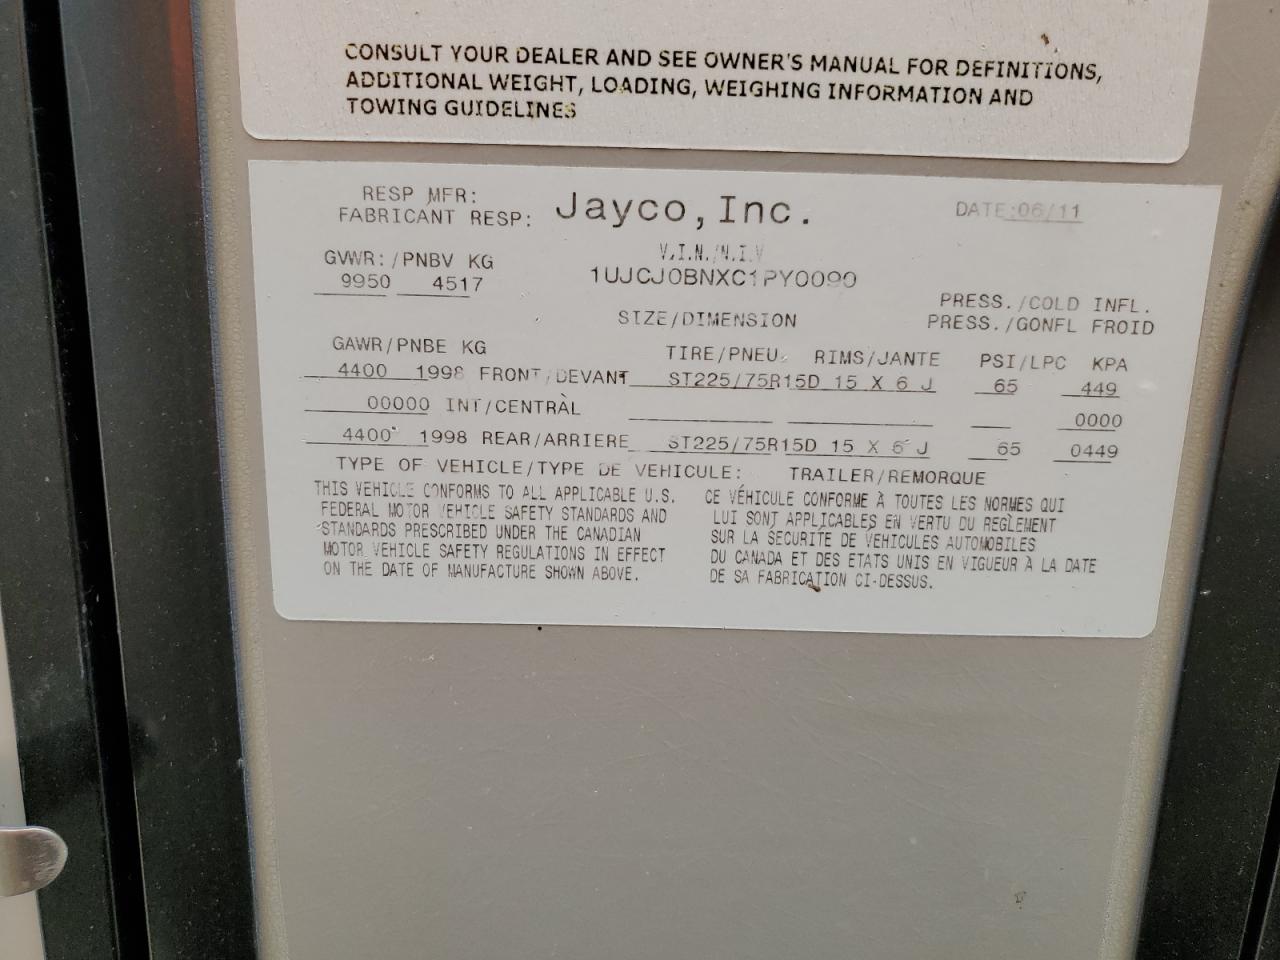 CONSULT YOUR DEALER AND SEE OWNER'S MANUAL FOR DEFINITIONS,
ADDITIONAL WEIGHT, LOADING, WEIGHING INFORMATION AND
TOWING GUIDELINES
RESP MFR:
FABRICANT RESP: Jayco, Inc. DATE:06/11
GVWR:/PNBV KG V.I.N./N.I.V
9950 4517 1UJCJ0BNXC1PY0090
SIZE/DIMENSION PRESS./COLD INFL.
PRESS./GONFL FROID
GAWR/PNBE KG TIRE/PNEU RIMS/JANTE PSI/LPC KPA
4400 1998 FRONT/DEVANT ST225/75R15D 15 X 6 J 65 449
00000 INT/CENTRAL 0000
4400 1998 REAR/ARRIERE ST225/75R15D 15 X 6 J 65 0449
TYPE OF VEHICLE/TYPE DE VEHICULE: TRAILER/REMORQUE
THIS VEHICLE CONFORMS TO ALL APPLICABLE U.S.
FEDERAL MOTOR VEHICLE SAFETY STANDARDS AND
STANDARDS PRESCRIBED UNDER THE CANADIAN
MOTOR VEHICLE SAFETY REGULATIONS IN EFFECT
ON THE DATE OF MANUFACTURE SHOWN ABOVE.
CE VÉHICULE CONFORME À TOUTES LES NORMES QUI
LUI SONT APPLICABLES EN VERTU DU REGLEMENT
SUR LA SECURITE DE VEHICULES AUTOMOBILES
DU CANADA ET DES ETATS UNIS EN VIGUEUR À LA DATE
DE SA FABRICATION CI-DESSUS.